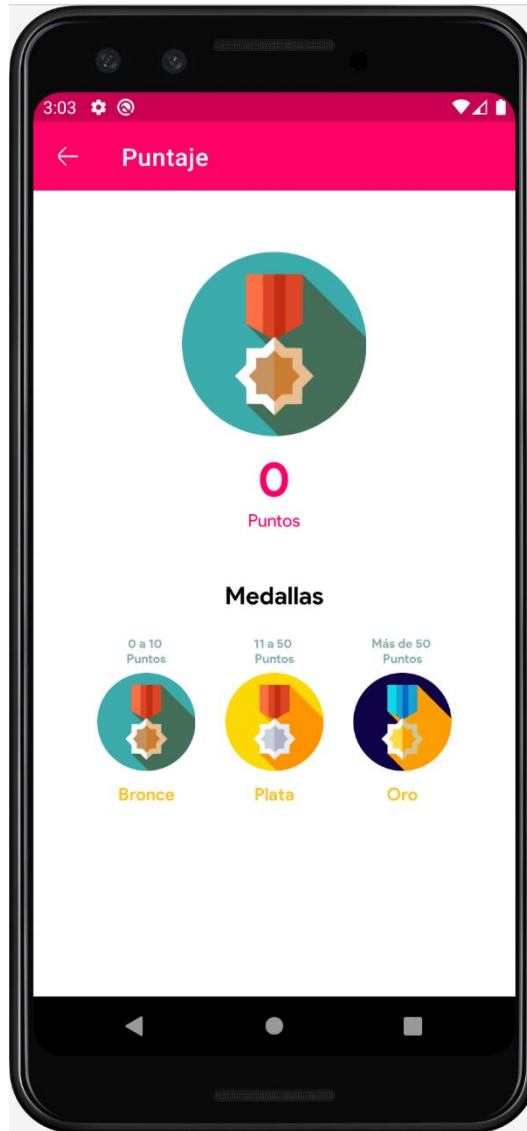 3:03
Puntaje
0
Puntos
Medallas
0 a 10
Puntos
11 a 50
Puntos
Más de 50
Puntos
Bronce
Plata
Oro